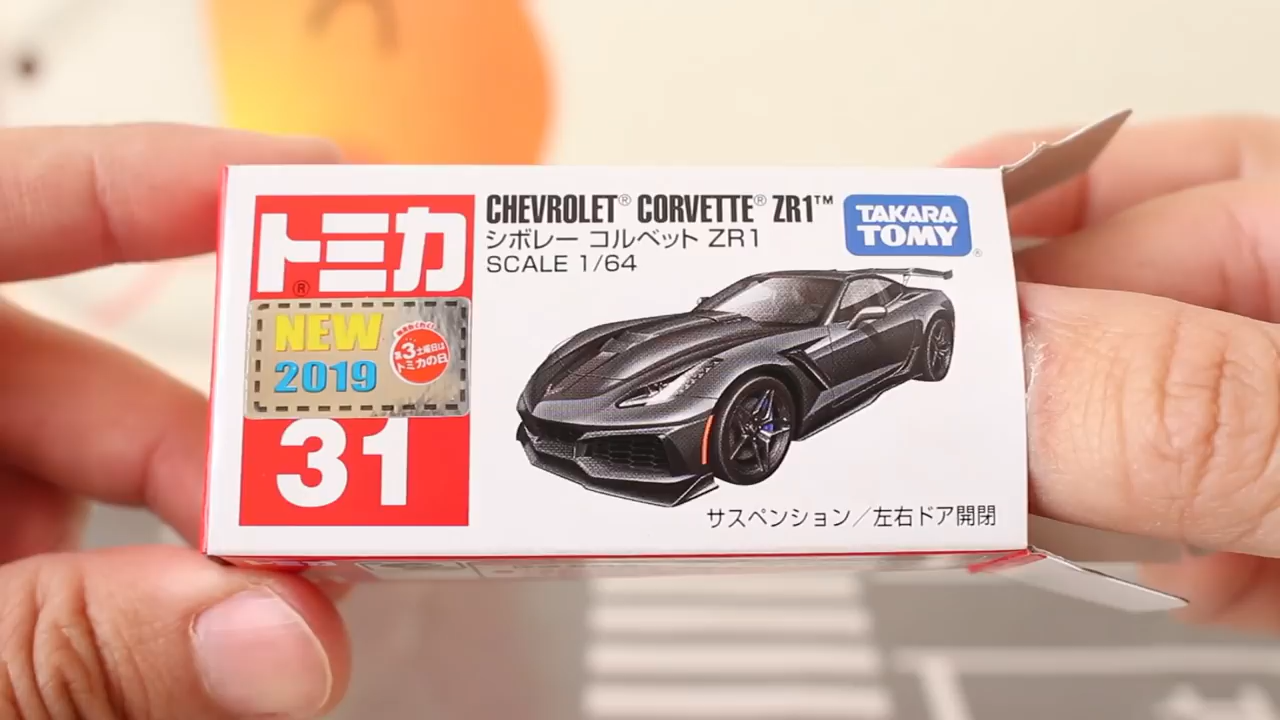 トミカ®
NEW
2019
第3土曜日は
トミカの日
31
CHEVROLET® CORVETTE® ZR1™
シボレー コルベット ZR1
SCALE 1/64
TAKARA
TOMY®
サスペンション／左右ドア開閉